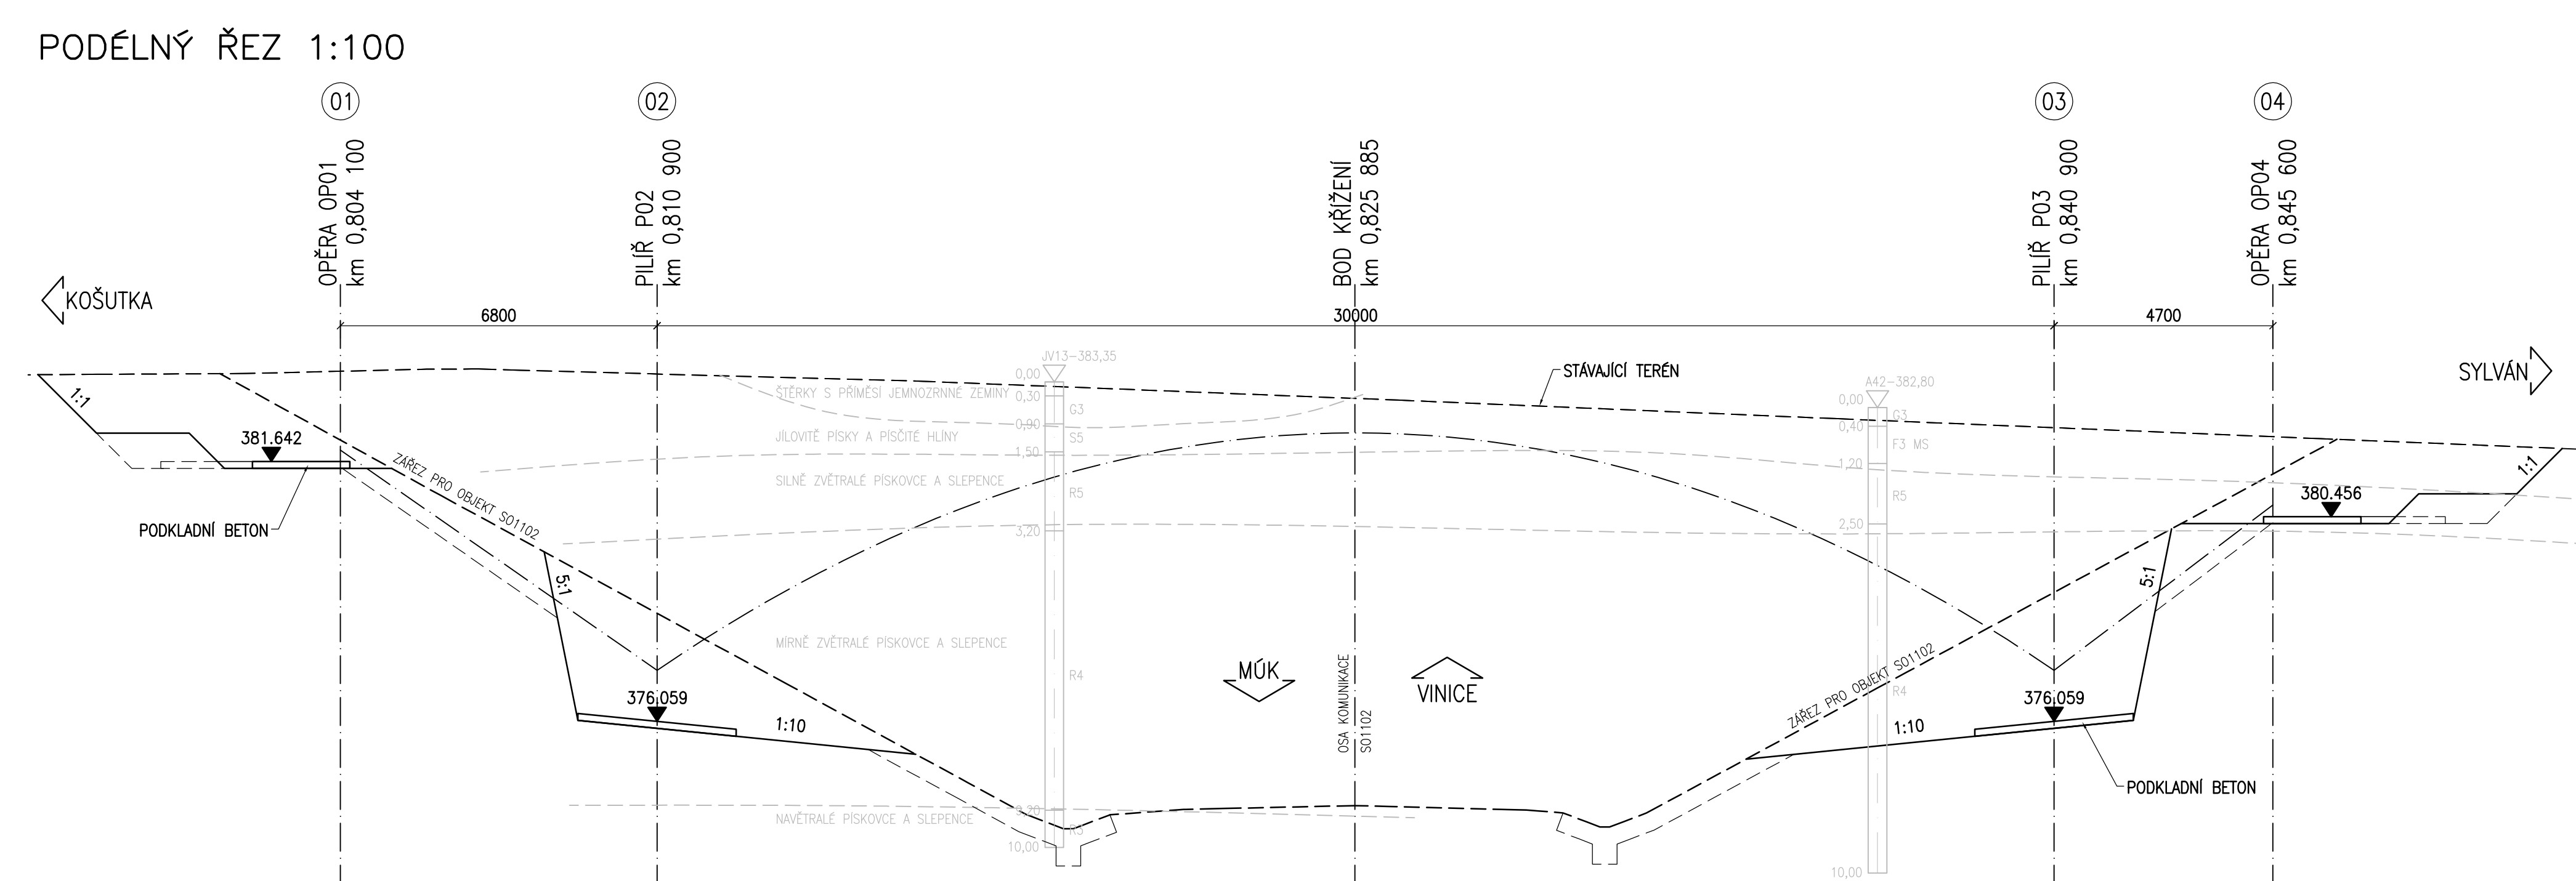 PODÉLNÝ ŘEZ 1:100
01
02
03
04
OPĚRA OP01
km 0,804 100
PILÍŘ P02
km 0,810 900
BOD KŘÍŽENÍ
km 0,825 885
PILÍŘ P03
km 0,840 900
OPĚRA OP04
km 0,845 600
KOŠUTKA
6800
30000
4700
SYLVÁN
STÁVAJÍCÍ TERÉN
JV13-383,35
0,00
0,30
0,90
1,50
3,20
9,20
10,00
G3
S5
R5
R4
R3
A42-382,80
0,00
0,40
1,20
2,50
10,00
G3
F3 MS
R5
R4
ŠTĚRKY S PŘÍMĚSÍ JEMNOZRNNÉ ZEMINY
JÍLOVITĚ PÍSKY A PÍSČITÉ HLÍNY
SILNĚ ZVĚTRALÉ PÍSKOVCE A SLEPENCE
MÍRNĚ ZVĚTRALÉ PÍSKOVCE A SLEPENCE
NAVĚTRALÉ PÍSKOVCE A SLEPENCE
1:1
381.642
PODKLADNÍ BETON
ZÁŘEZ PRO OBJEKT SO1102
5:1
376.059
1:10
MÚK
OSA KOMUNIKACE
SO1102
VINICE
ZÁŘEZ PRO OBJEKT SO1102
1:10
376.059
5:1
PODKLADNÍ BETON
380.456
1:1